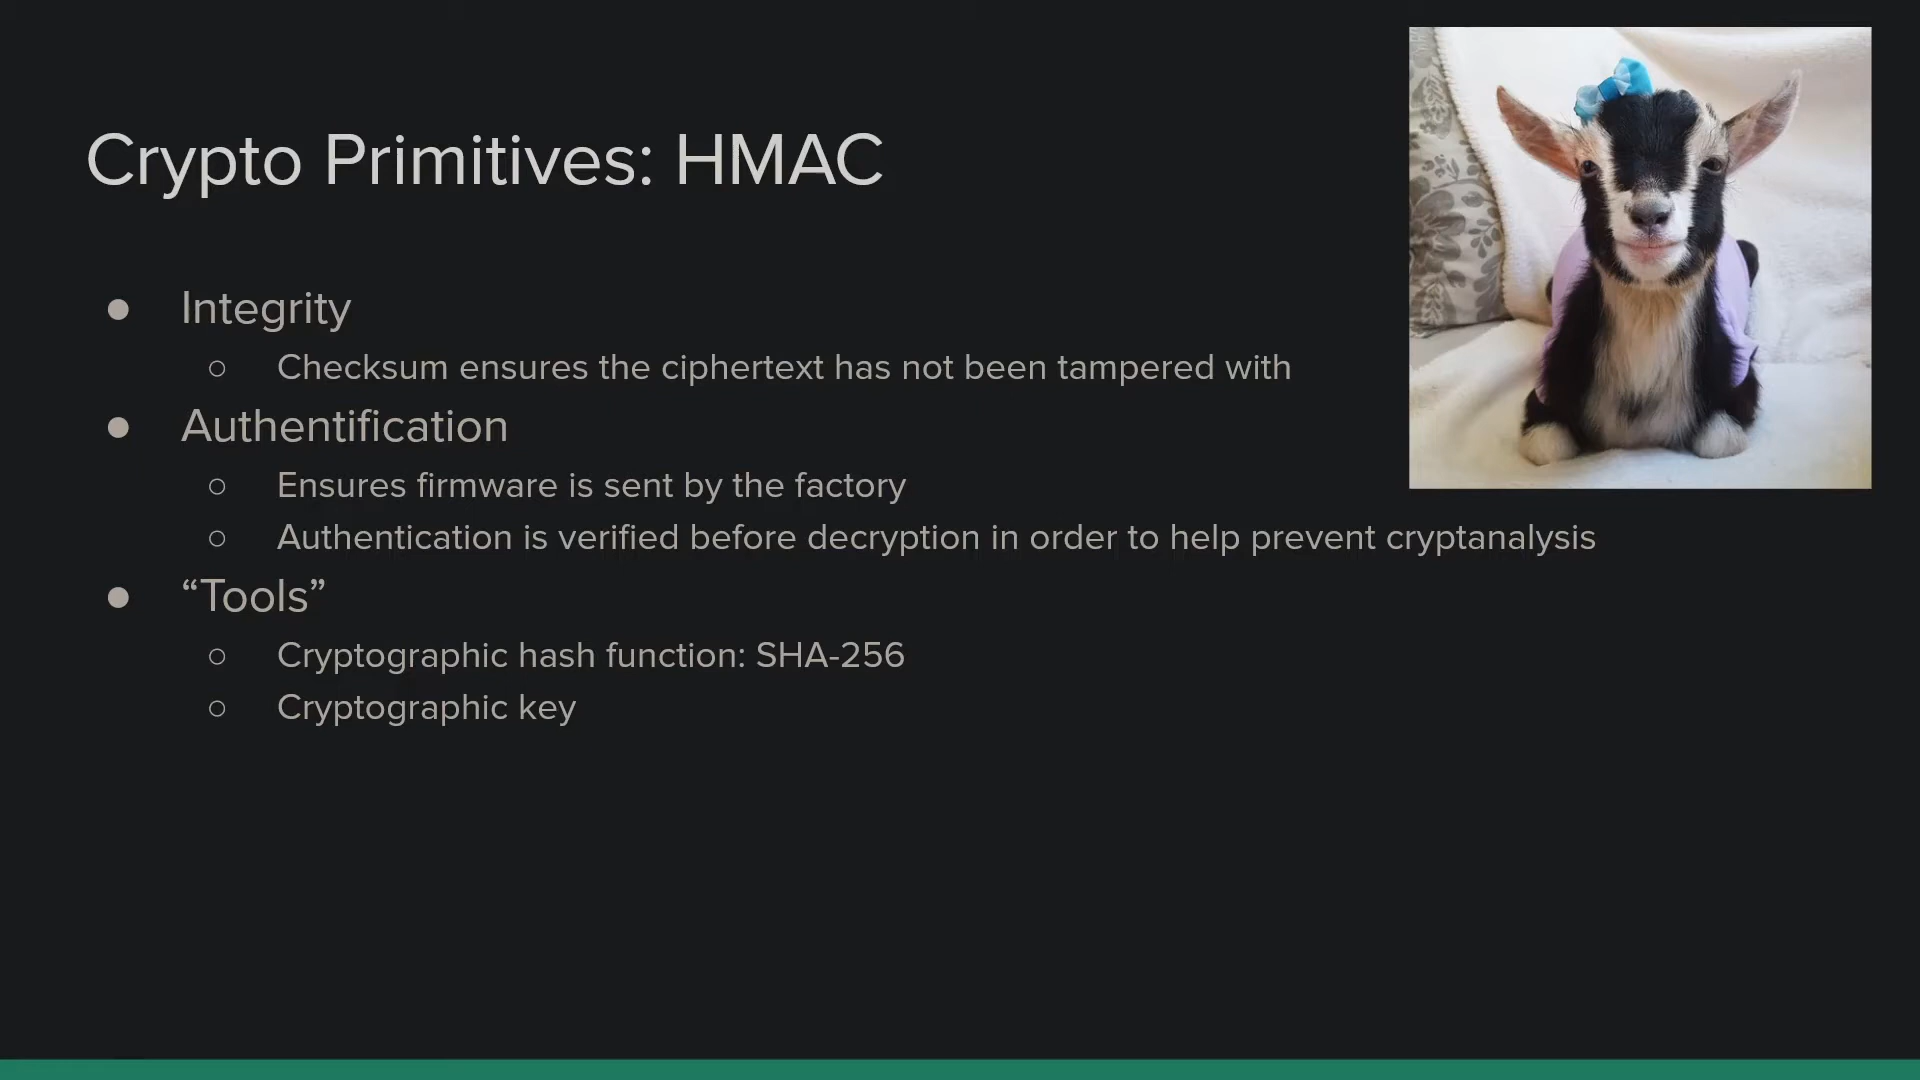 Crypto Primitives: HMAC
● Integrity
○ Checksum ensures the ciphertext has not been tampered with
● Authentification
○ Ensures firmware is sent by the factory
○ Authentication is verified before decryption in order to help prevent cryptanalysis
● “Tools”
○ Cryptographic hash function: SHA-256
○ Cryptographic key